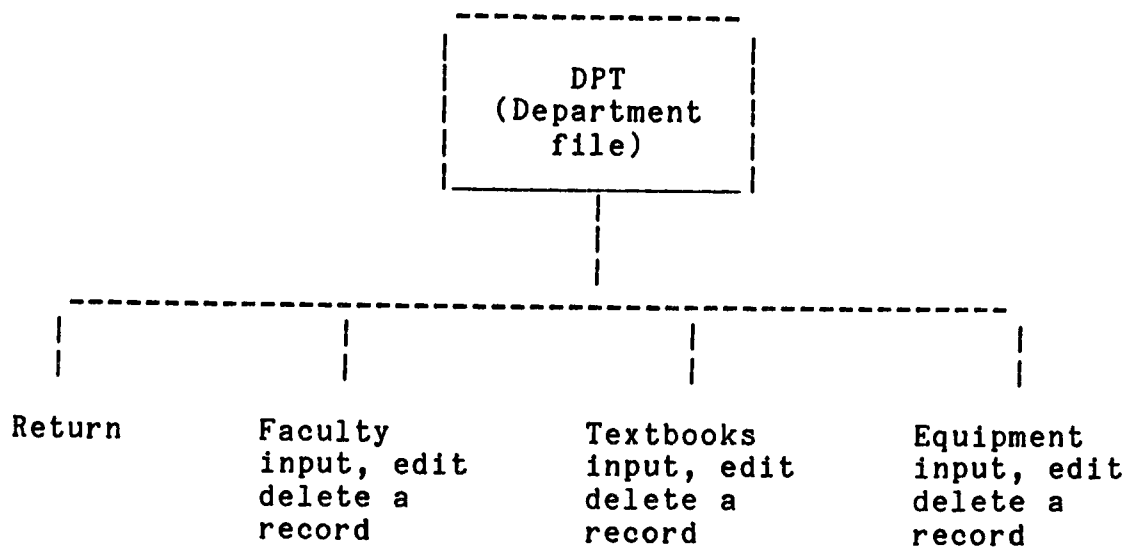 DPT
(Department
file)
Return
Faculty
input, edit
delete a
record
Textbooks
input, edit
delete a
record
Equipment
input, edit
delete a
record